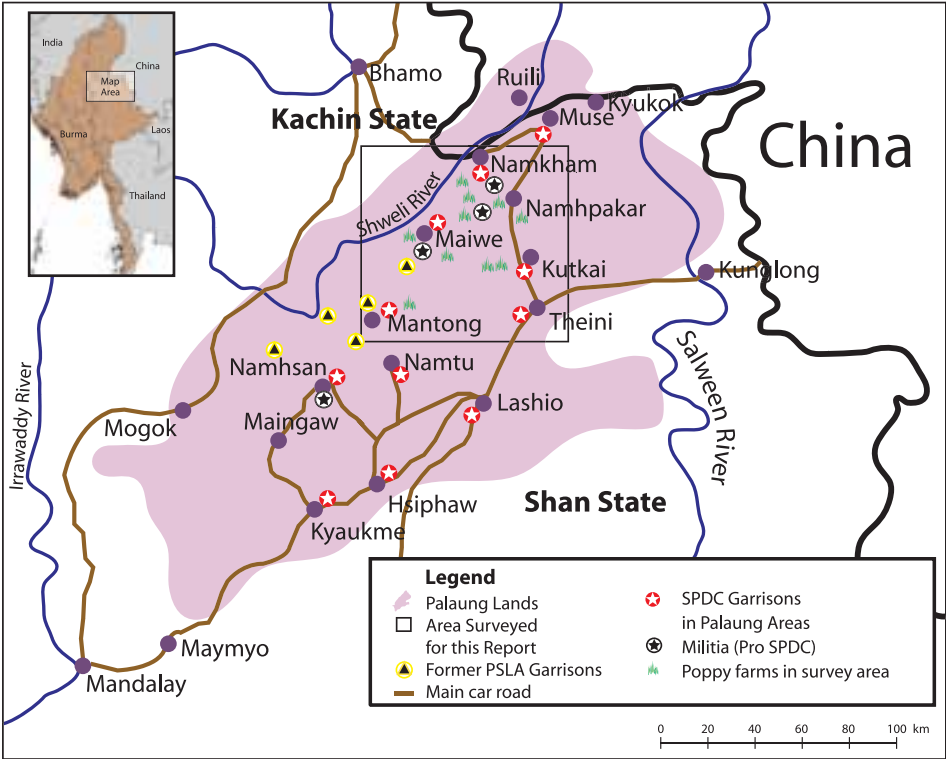 India
China
Map
Area
Burma
Laos
Thailand
Bhamo
Ruili
Kyukok
Kachin State
Muse
China
Namkham
Shweli River
Namhpakar
Maiwe
Kutkai
Kunglong
Mantong
Theini
Namhsan
Namtu
Salween River
Irrawaddy River
Mogok
Maingaw
Lashio
Hsiphaw
Shan State
Kyaukme
Maymyo
Mandalay
Legend
Palaung Lands
Area Surveyed
for this Report
Former PSLA Garrisons
Main car road
SPDC Garrisons
in Palaung Areas
Militia (Pro SPDC)
Poppy farms in survey area
0 20 40 60 80 100 km